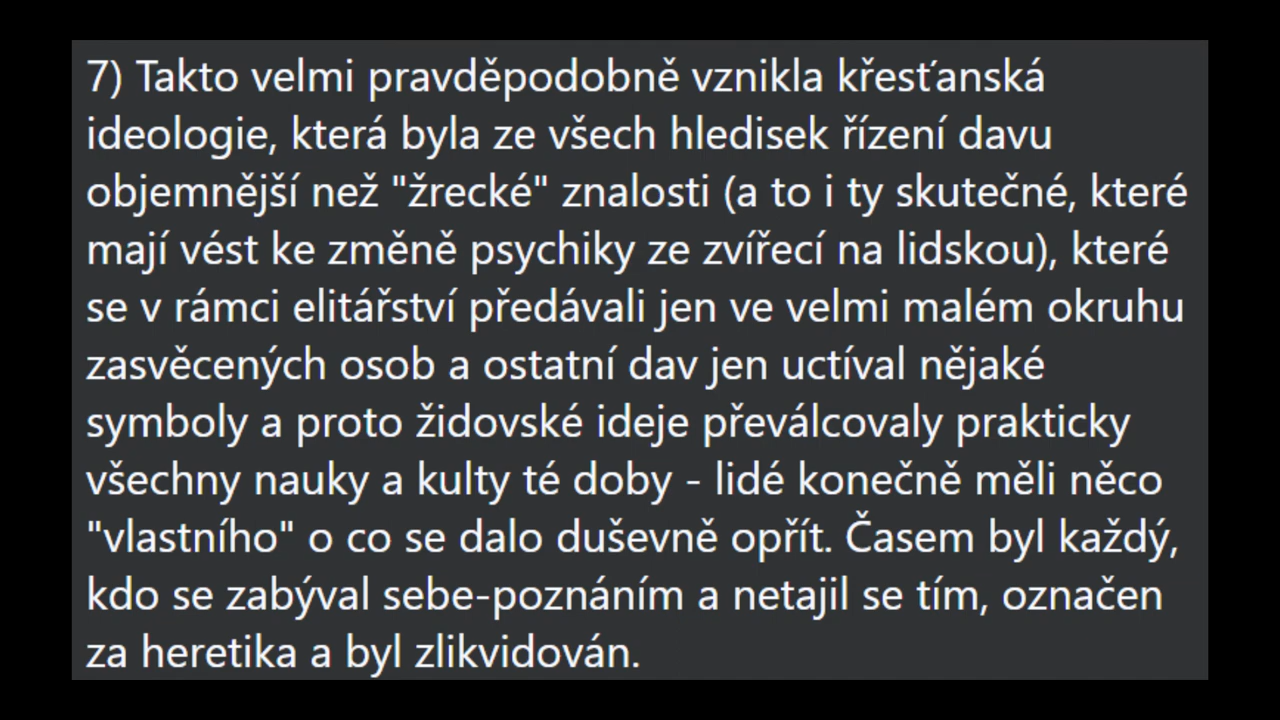 7) Takto velmi pravděpodobně vznikla křesťanská
ideologie, která byla ze všech hledisek řízení davu
objemnější než "žrecké" znalosti (a to i ty skutečné, které
mají vést ke změně psychiky ze zvířecí na lidskou), které
se v rámci elitářství předávali jen ve velmi malém okruhu
zasvěcených osob a ostatní dav jen uctíval nějaké
symboly a proto židovské ideje převálcovaly prakticky
všechny nauky a kulty té doby - lidé konečně měli něco
"vlastního" o co se dalo duševně opřít. Časem byl každý,
kdo se zabýval sebe-poznáním a netajil se tím, označen
za heretika a byl zlikvidován.